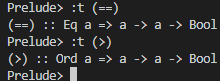 Prelude> :t (==)
(==) :: Eq a => a -> a -> Bool
Prelude> :t (>)
(>) :: Ord a => a -> a -> Bool
Prelude>